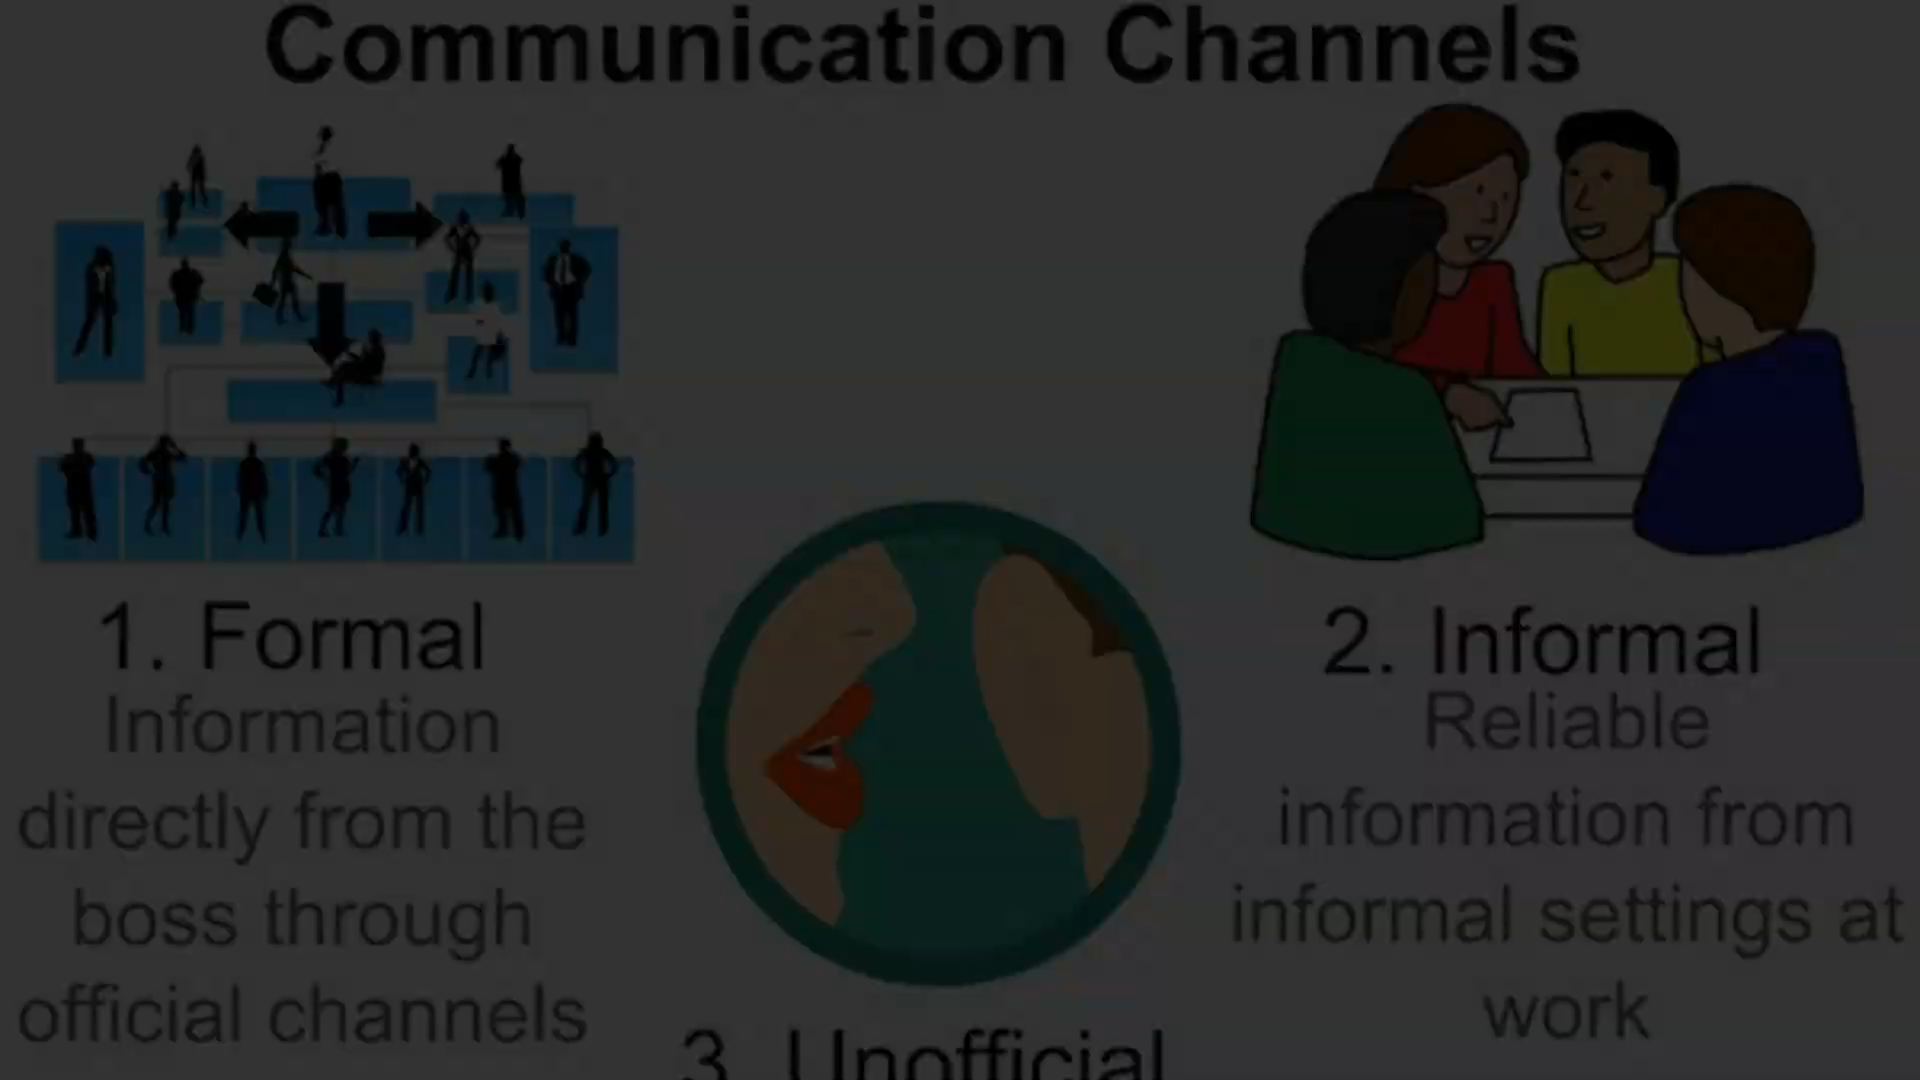 Communication Channels
1. Formal
Information
directly from the
boss through
official channels
2. Informal
Reliable
information from
informal settings at
work
3. Unofficial